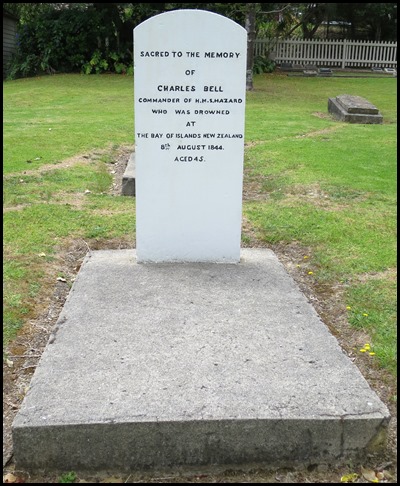 SACRED TO THE MEMORY
OF
CHARLES BELL
COMMANDER OF H.M.S. HAZARD
WHO WAS DROWNED
AT
THE BAY OF ISLANDS NEW ZEALAND
8th AUGUST 1844.
AGED 45.